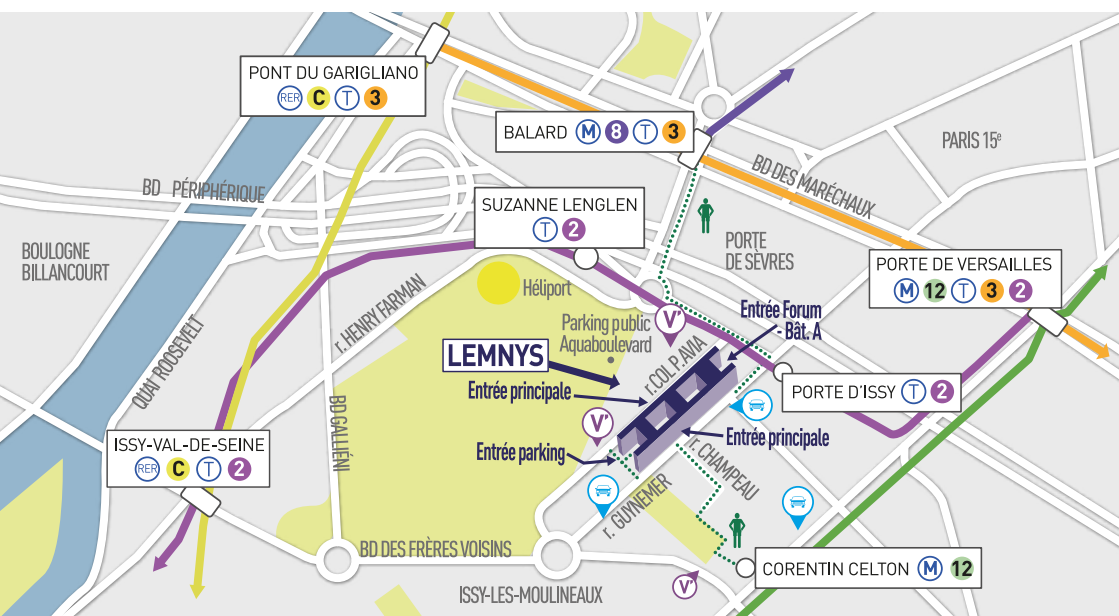 PONT DU GARIGLIANO
RER C T 3
BALARD M 8 T 3
PARIS 15e
BD DES MARÉCHAUX
BD PÉRIPHÉRIQUE
SUZANNE LENGLEN
T 2
BOULOGNE
BILLANCOURT
PORTE
DE SÈVRES
PORTE DE VERSAILLES
M 12 T 3 2
r. HENRY FARMAN
Héliport
Entrée Forum
- Bât. A
Parking public
Aquaboulevard
V'
QUAI ROOSEVELT
LEMNYS
r. COL P. AVIA
Entrée principale
PORTE D'ISSY T 2
BD GALLIÉNI
V'
ISSY-VAL-DE-SEINE
RER C T 2
Entrée principale
Entrée parking
r. CHAMPEAU
r. GUYNEMER
BD DES FRÈRES VOISINS
CORENTIN CELTON M 12
V'
ISSY-LES-MOULINEAUX